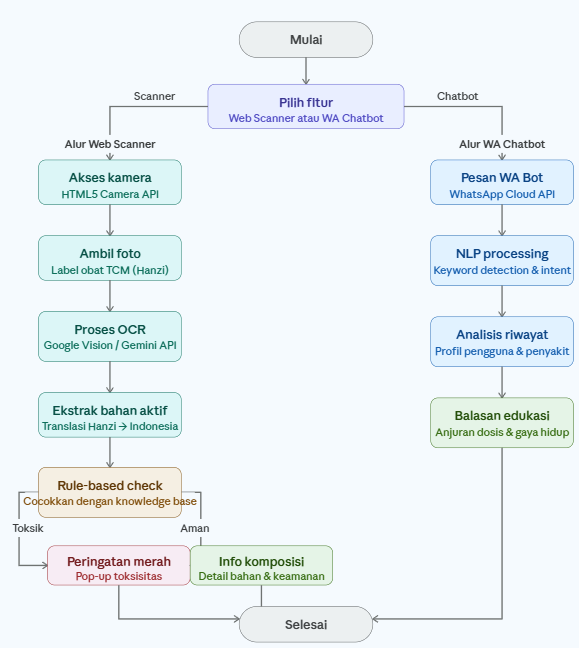 Mulai
Scanner
Chatbot
Pilih fitur
Web Scanner atau WA Chatbot
Alur Web Scanner
Alur WA Chatbot
Akses kamera
HTML5 Camera API
Pesan WA Bot
WhatsApp Cloud API
Ambil foto
Label obat TCM (Hanzi)
NLP processing
Keyword detection & intent
Proses OCR
Google Vision / Gemini API
Analisis riwayat
Profil pengguna & penyakit
Ekstrak bahan aktif
Translasi Hanzi → Indonesia
Balasan edukasi
Anjuran dosis & gaya hidup
Rule-based check
Cocokkan dengan knowledge base
Toksik
Aman
Peringatan merah
Pop-up toksisitas
Info komposisi
Detail bahan & keamanan
Selesai